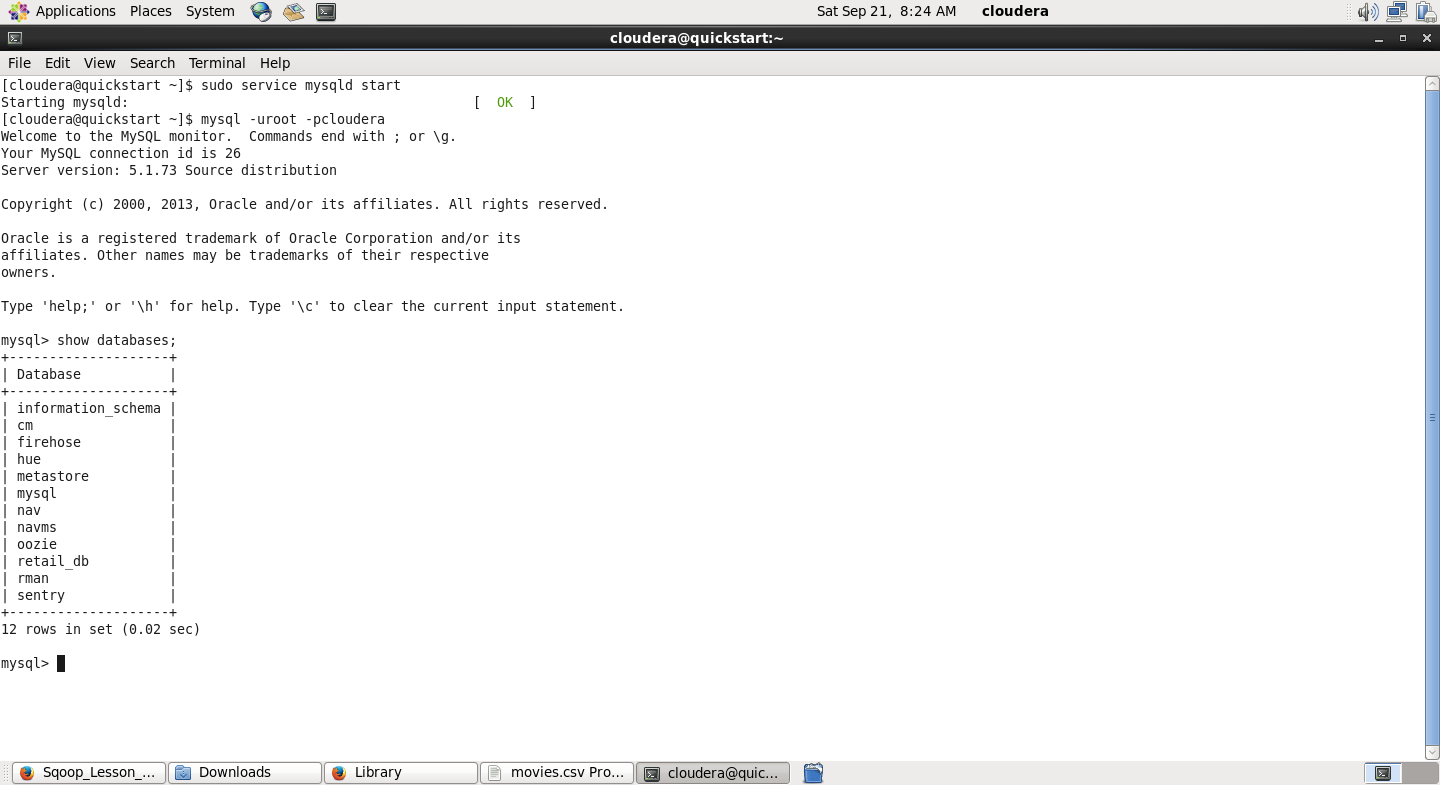 Applications Places System Sat Sep 21, 8:24 AM cloudera
cloudera@quickstart:~
File Edit View Search Terminal Help
[cloudera@quickstart ~]$ sudo service mysqld start
Starting mysqld:                                           [  OK  ]
[cloudera@quickstart ~]$ mysql -uroot -pcloudera
Welcome to the MySQL monitor.  Commands end with ; or \g.
Your MySQL connection id is 26
Server version: 5.1.73 Source distribution
Copyright (c) 2000, 2013, Oracle and/or its affiliates. All rights reserved.
Oracle is a registered trademark of Oracle Corporation and/or its
affiliates. Other names may be trademarks of their respective
owners.
Type 'help;' or '\h' for help. Type '\c' to clear the current input statement.
mysql> show databases;
+--------------------+
| Database           |
+--------------------+
| information_schema |
| cm                 |
| firehose           |
| hue                |
| metastore          |
| mysql              |
| nav                |
| navms              |
| oozie              |
| retail_db          |
| rman               |
| sentry             |
+--------------------+
12 rows in set (0.02 sec)
mysql>
Sqoop_Lesson_... Downloads Library movies.csv Pro... cloudera@quic...